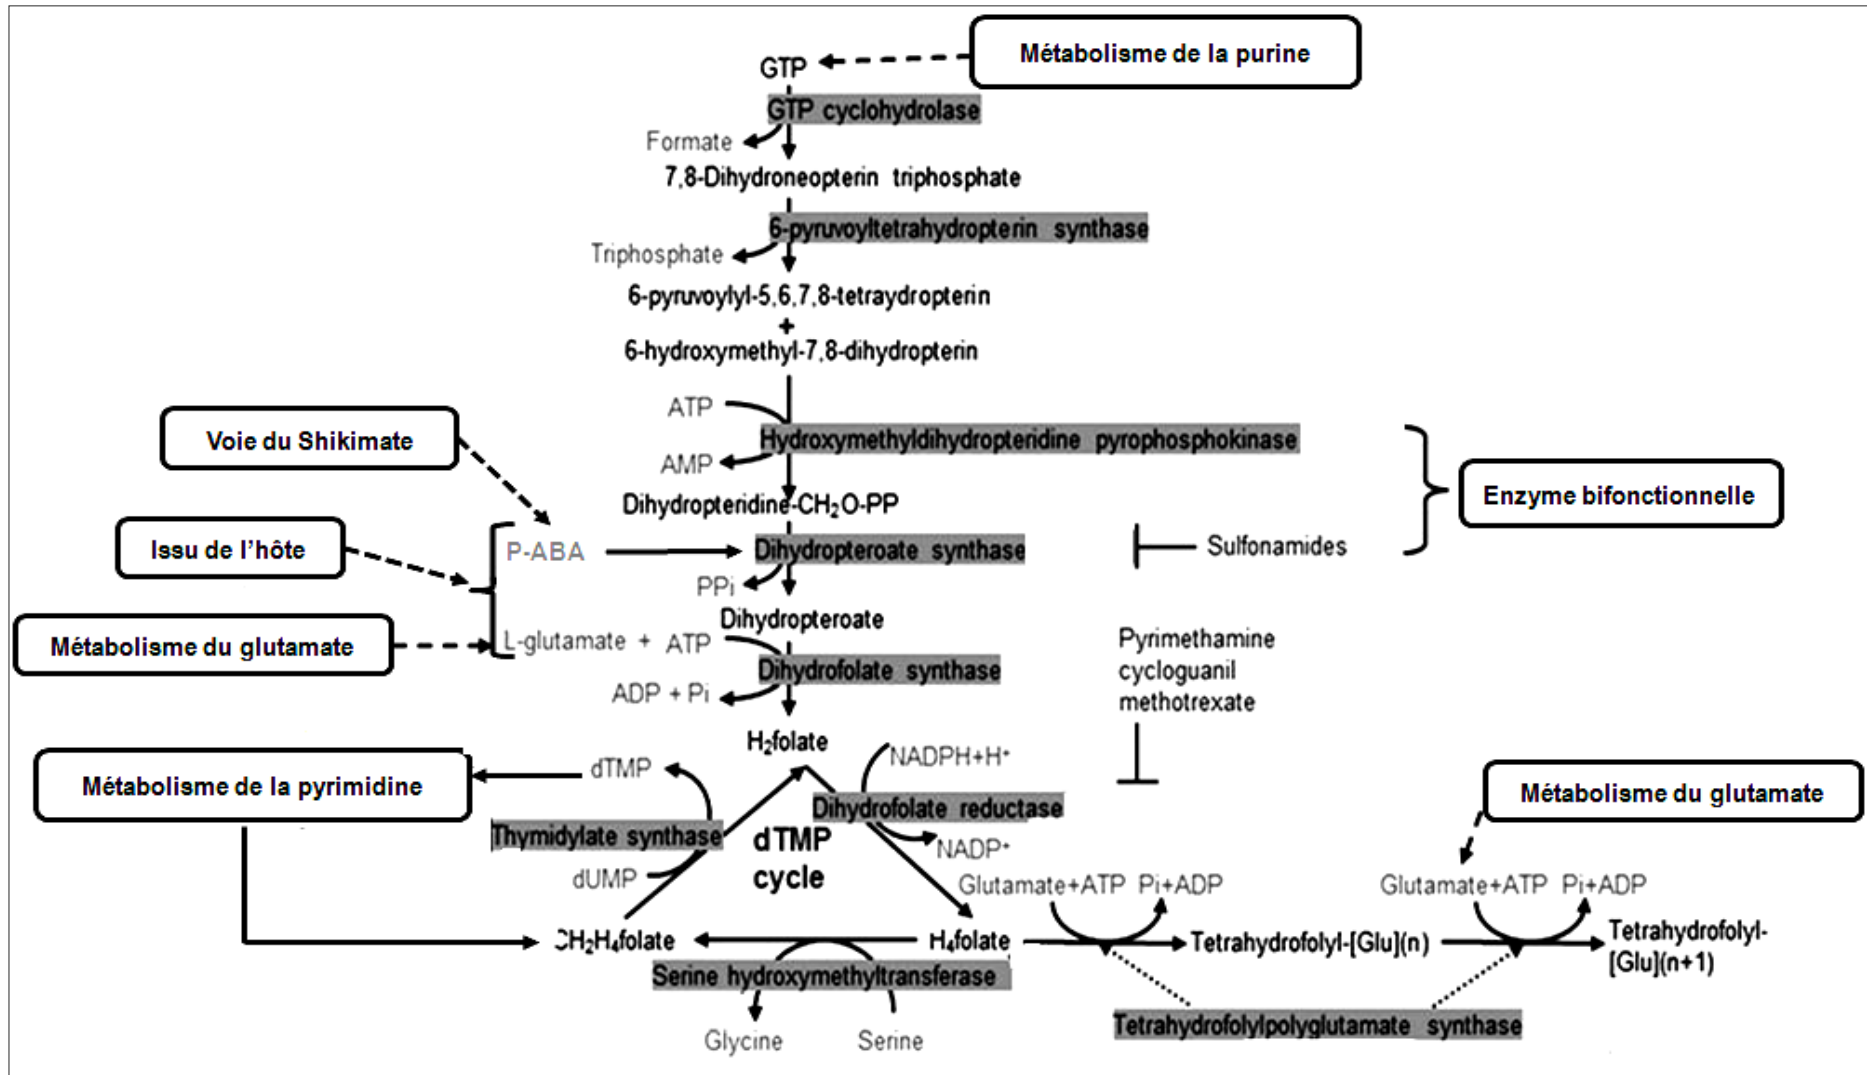 Métabolisme de la purine
GTP
GTP cyclohydrolase
Formate
7,8-Dihydroneopterin triphosphate
6-pyruvoyltetrahydropterin synthase
Triphosphate
6-pyruvoylyl-5,6,7,8-tetraydropterin
+
6-hydroxymethyl-7,8-dihydropterin
ATP
Voie du Shikimate
Hydroxymethyldihydropteridine pyrophosphokinase
AMP
Enzyme bifonctionnelle
Dihydropteridine-CH₂O-PP
Issu de l'hôte
P-ABA
Dihydropteroate synthase
Sulfonamides
PPi
Dihydropteroate
Métabolisme du glutamate
L-glutamate + ATP
Pyrimethamine
cycloguanil
methotrexate
Dihydrofolate synthase
ADP + Pi
H₂folate
NADPH+H⁺
dTMP
Métabolisme de la pyrimidine
Métabolisme du glutamate
Dihydrofolate reductase
Thymidylate synthase
dTMP
cycle
NADP⁺
dUMP
Glutamate+ATP Pi+ADP
Glutamate+ATP Pi+ADP
CH₂H₄folate
H₄folate
Tetrahydrofolyl-[Glu](n)
Tetrahydrofolyl-
[Glu](n+1)
Serine hydroxymethyltransferase
Tetrahydrofolylpolyglutamate synthase
Glycine
Serine